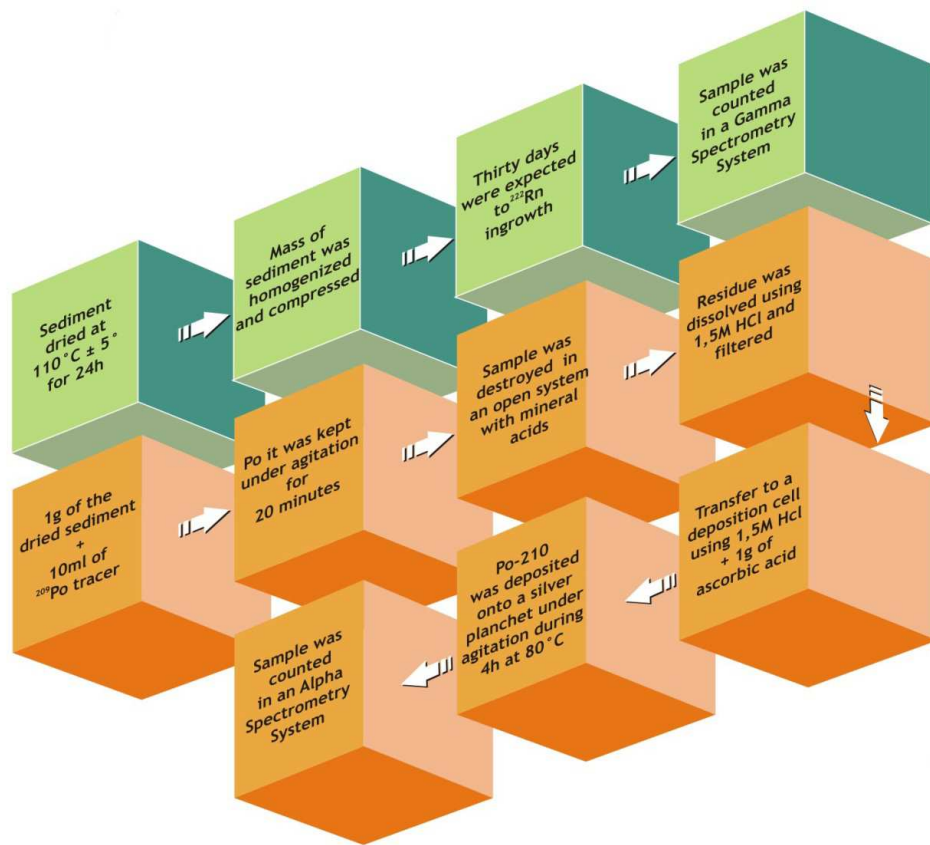 Sediment
dried at
110°C ± 5°
for 24h
Mass of
sediment was
homogenized
and compressed
Thirty days
were expected
to ²²²Rn
ingrowth
Sample was
counted
in a Gamma
Spectrometry
System
1g of the
dried sediment
+
10ml of
²⁰⁹Po tracer
Po it was kept
under agitation
for
20 minutes
Sample was
destroyed in
an open system
with mineral
acids
Residue was
dissolved using
1,5M HCl and
filtered
Transfer to a
deposition cell
using 1,5M Hcl
+ 1g of
ascorbic acid
Po-210
was deposited
onto a silver
planchet under
agitation during
4h at 80°C
Sample was
counted
in an Alpha
Spectrometry
System